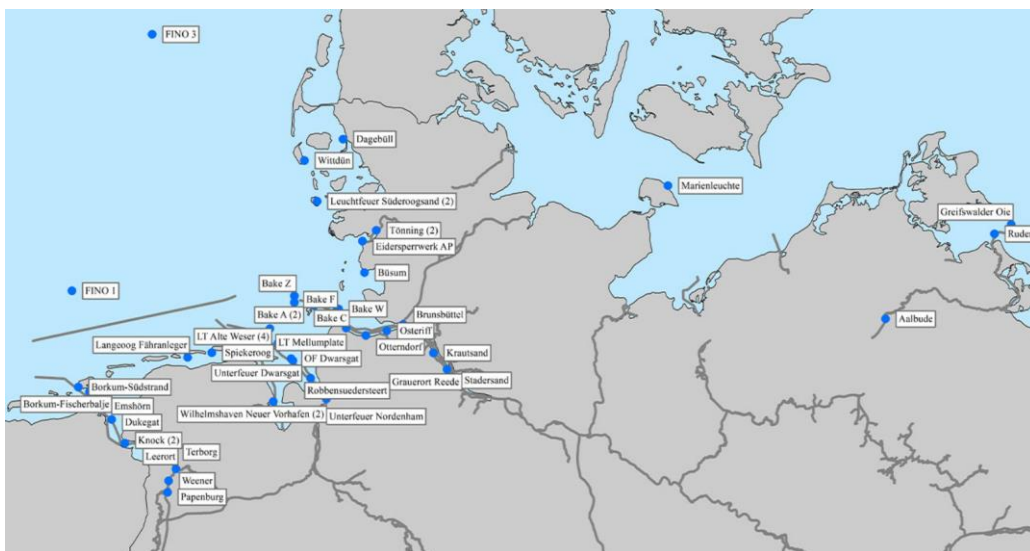 FINO 3
Dagebüll
Wittdün
Marienleuchte
Leuchtfeuer Süderoogsand (2)
Greifswalder Oie
Tönning (2)
Ruden
Eidersperrwerk AP
Büsum
Bake Z
FINO 1
Bake F
Bake W
Bake A (2)
Bake C
Brunsbüttel
Aalbude
LT Alte Weser (4)
Osteriff
LT Mellumplate
Otterndorf
Langeoog Fähranleger
Spiekeroog
OF Dwarsgat
Krautsand
Unterfeuer Dwarsgat
Grauerort Reede
Stadersand
Borkum-Südstrand
Robbensuedersteert
Borkum-Fischerbalje
Emshörn
Wilhelmshaven Neuer Vorhafen (2)
Unterfeuer Nordenham
Dukegat
Knock (2)
Terborg
Leerort
Weener
Papenburg